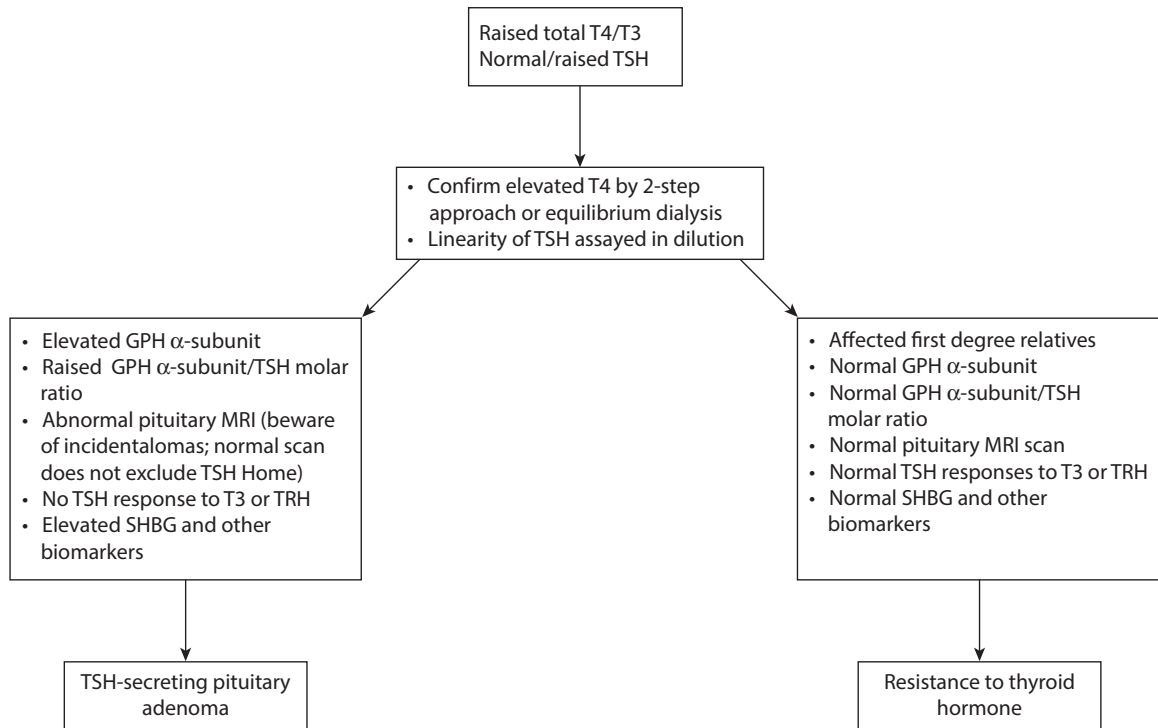 Raised total T4/T3
Normal/raised TSH
• Confirm elevated T4 by 2-step
approach or equilibrium dialysis
• Linearity of TSH assayed in dilution
• Elevated GPH α-subunit
• Raised GPH α-subunit/TSH molar
ratio
• Abnormal pituitary MRI (beware
of incidentalomas; normal scan
does not exclude TSH Home)
• No TSH response to T3 or TRH
• Elevated SHBG and other
biomarkers
• Affected first degree relatives
• Normal GPH α-subunit
• Normal GPH α-subunit/TSH
molar ratio
• Normal pituitary MRI scan
• Normal TSH responses to T3 or TRH
• Normal SHBG and other
biomarkers
TSH-secreting pituitary
adenoma
Resistance to thyroid
hormone